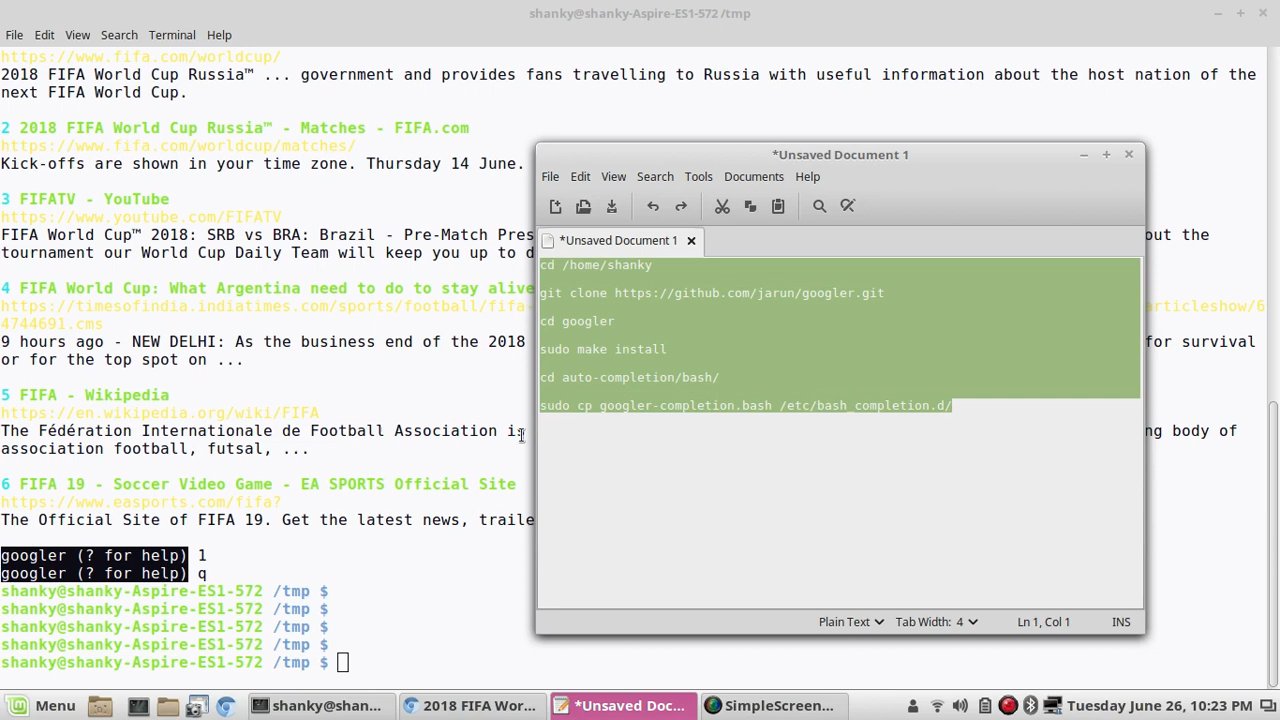 shanky@shanky-Aspire-ES1-572 /tmp
File Edit View Search Terminal Help
https://www.fifa.com/worldcup/
2018 FIFA World Cup Russia™ ... government and provides fans travelling to Russia with useful information about the host nation of the
next FIFA World Cup.
2 2018 FIFA World Cup Russia™ - Matches - FIFA.com
https://www.fifa.com/worldcup/matches/
Kick-offs are shown in your time zone. Thursday 14 June.
3 FIFATV - YouTube
https://www.youtube.com/FIFATV
FIFA World Cup™ 2018: SRB vs BRA: Brazil - Pre-Match Pres out the
tournament our World Cup Daily Team will keep you up to d
4 FIFA World Cup: What Argentina need to do to stay alive
https://timesofindia.indiatimes.com/sports/football/fifa- articleshow/6
4744691.cms
9 hours ago - NEW DELHI: As the business end of the 2018 for survival
or for the top spot on ...
5 FIFA - Wikipedia
https://en.wikipedia.org/wiki/FIFA
The Fédération Internationale de Football Association is ng body of
association football, futsal, ...
6 FIFA 19 - Soccer Video Game - EA SPORTS Official Site
https://www.easports.com/fifa?
The Official Site of FIFA 19. Get the latest news, traile
googler (? for help) 1
googler (? for help) q
shanky@shanky-Aspire-ES1-572 /tmp $
shanky@shanky-Aspire-ES1-572 /tmp $
shanky@shanky-Aspire-ES1-572 /tmp $
shanky@shanky-Aspire-ES1-572 /tmp $
shanky@shanky-Aspire-ES1-572 /tmp $
*Unsaved Document 1
File Edit View Search Tools Documents Help
*Unsaved Document 1
cd /home/shanky
git clone https://github.com/jarun/googler.git
cd googler
sudo make install
cd auto-completion/bash/
sudo cp googler-completion.bash /etc/bash_completion.d/
Plain Text Tab Width: 4 Ln 1, Col 1 INS
Menu shanky@shan... 2018 FIFA Wor... *Unsaved Doc... SimpleScreen... Tuesday June 26, 10:23 PM